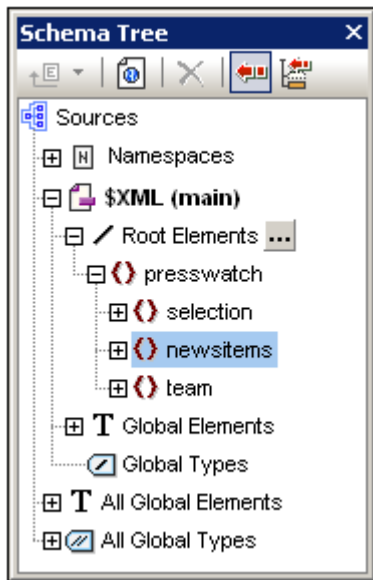 Schema Tree
Sources
Namespaces
$XML (main)
Root Elements ...
presswatch
selection
newsitems
team
T Global Elements
Global Types
T All Global Elements
All Global Types